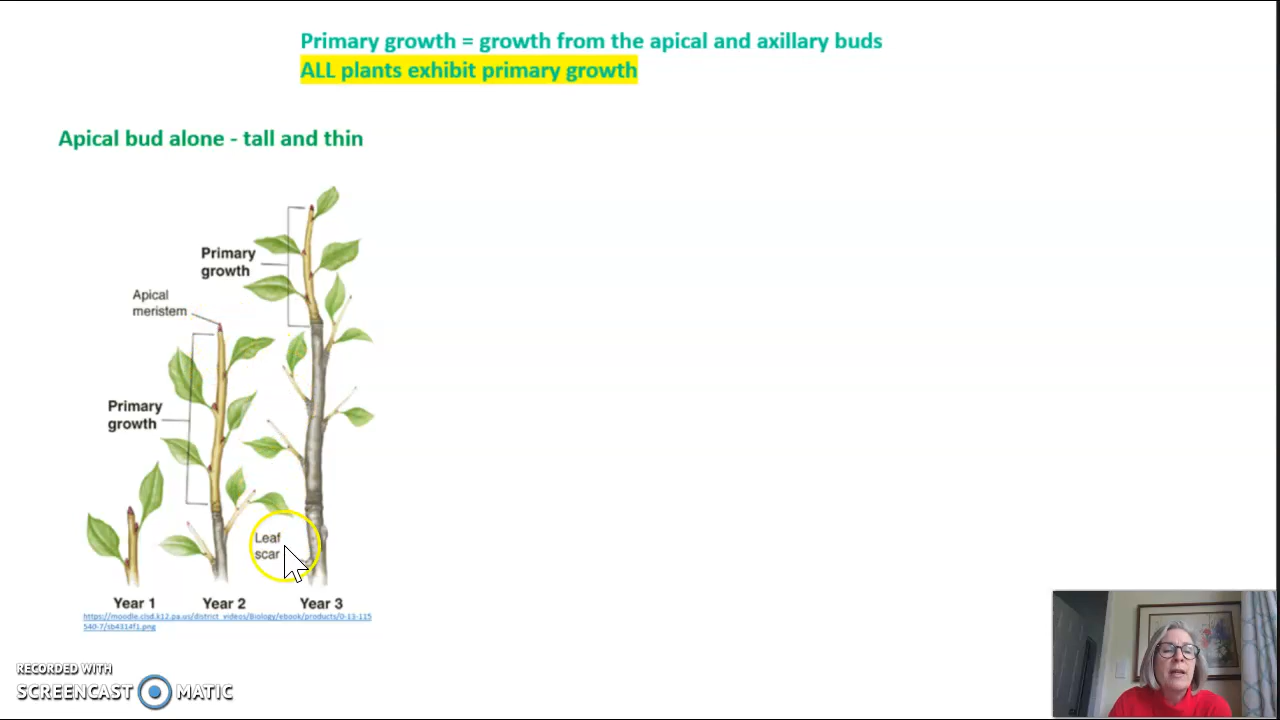 Primary growth = growth from the apical and axillary buds
ALL plants exhibit primary growth
Apical bud alone - tall and thin
Primary
growth
Apical
meristem
Primary
growth
Leaf
scar
Year 1
Year 2
Year 3
https://moodle.clsd.k12.pa.us/district_videos/Biology/ebook/products/0-13-115
540-7/sb4314f1.png
RECORDED WITH
SCREENCAST MATIC